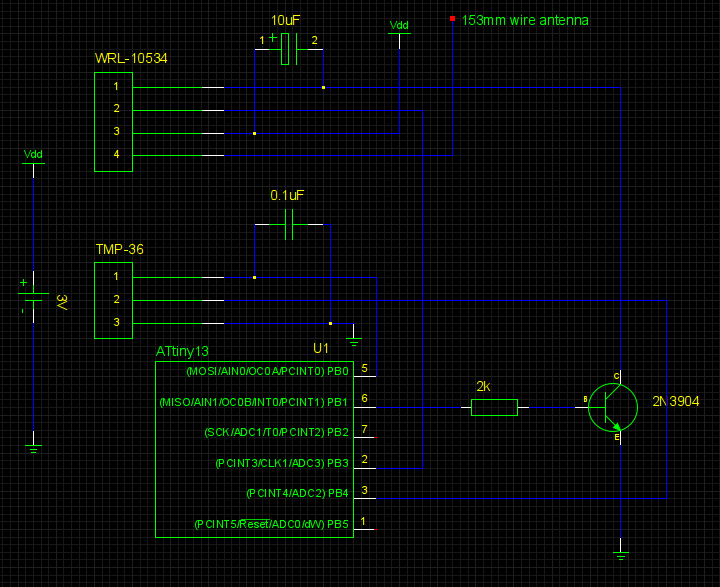 10uF
1 + 2
Vdd
153mm wire antenna
WRL-10534
1
2
3
4
Vdd
0.1uF
TMP-36
1
2
3
+
3V
-
ATtiny13
U1
(MOSI/AIN0/OC0A/PCINT0) PB0 5
(MISO/AIN1/OC0B/INT0/PCINT1) PB1 6
(SCK/ADC1/T0/PCINT2) PB2 7
(PCINT3/CLK1/ADC3) PB3 2
(PCINT4/ADC2) PB4 3
(PCINT5/Reset/ADC0/dW) PB5 1
2k
C
B
E
2N3904